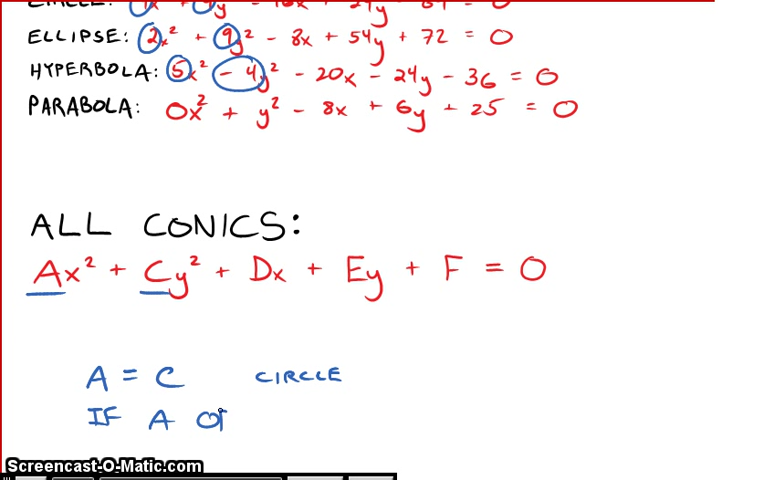 ELLIPSE: 2x² + 9y² - 8x + 54y + 72 = 0
HYPERBOLA: 5x² - 4y² - 20x - 24y - 36 = 0
PARABOLA: 0x² + y² - 8x + 6y + 25 = 0
ALL CONICS:
Ax² + Cy² + Dx + Ey + F = 0
A = C CIRCLE
IF A OR
Screencast-O-Matic.com